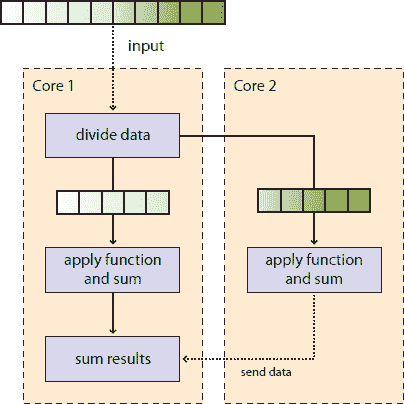 input
Core 1
Core 2
divide data
apply function
and sum
apply function
and sum
sum results
send data